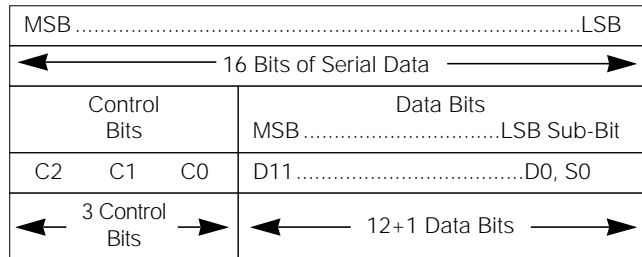 MSB..............................................................................LSB
16 Bits of Serial Data
Control Bits
Data Bits
MSB..............................LSB Sub-Bit
C2 C1 C0
D11....................................D0, S0
3 Control Bits
12+1 Data Bits